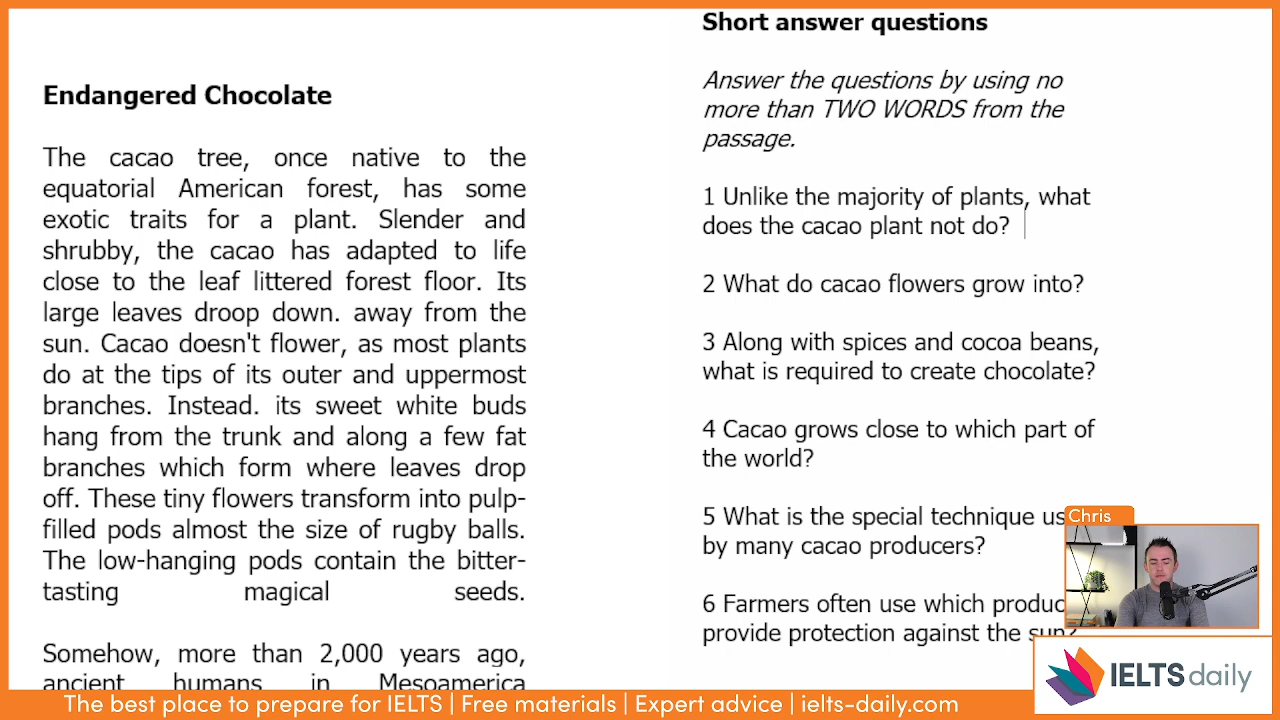 Endangered Chocolate
The cacao tree, once native to the
equatorial American forest, has some
exotic traits for a plant. Slender and
shrubby, the cacao has adapted to life
close to the leaf littered forest floor. Its
large leaves droop down. away from the
sun. Cacao doesn't flower, as most plants
do at the tips of its outer and uppermost
branches. Instead. its sweet white buds
hang from the trunk and along a few fat
branches which form where leaves drop
off. These tiny flowers transform into pulp-
filled pods almost the size of rugby balls.
The low-hanging pods contain the bitter-
tasting magical seeds.
Somehow, more than 2,000 years ago,
ancient humans in Mesoamerica
Short answer questions
Answer the questions by using no
more than TWO WORDS from the
passage.
1 Unlike the majority of plants, what
does the cacao plant not do?
2 What do cacao flowers grow into?
3 Along with spices and cocoa beans,
what is required to create chocolate?
4 Cacao grows close to which part of
the world?
5 What is the special technique us
by many cacao producers?
6 Farmers often use which produc
provide protection against the sun?
Chris
IELTS daily
The best place to prepare for IELTS | Free materials | Expert advice | ielts-daily.com